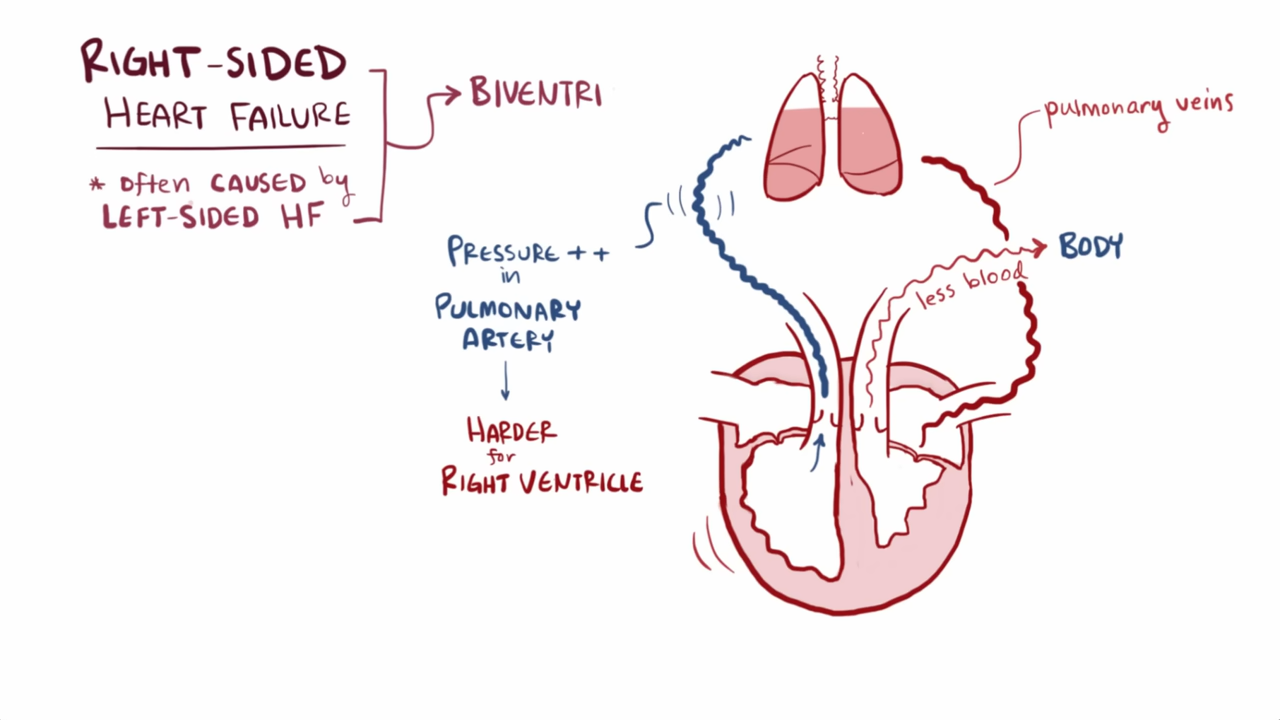 RIGHT-SIDED
HEART FAILURE
* often CAUSED by
LEFT-SIDED HF
BIVENTRI
pulmonary veins
PRESSURE ++
in
PULMONARY
ARTERY
HARDER
for
RIGHT VENTRICLE
less blood
BODY